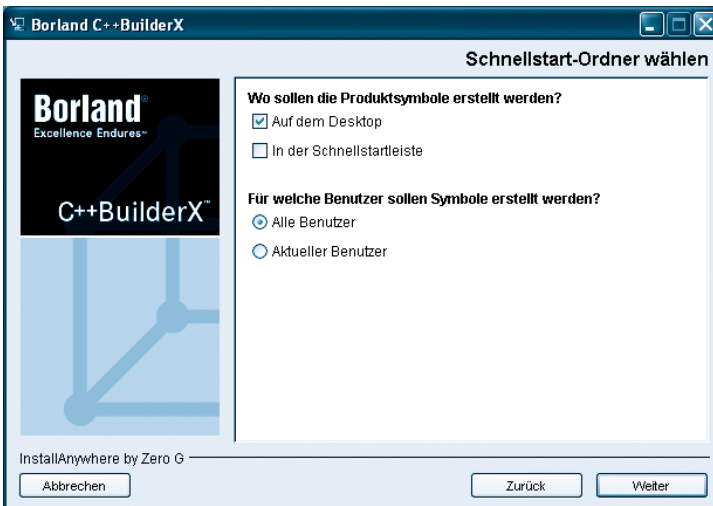 Borland C++BuilderX
Schnellstart-Ordner wählen
Borland®
Excellence Endures™
C++BuilderX™
Wo sollen die Produktsymbole erstellt werden?
Auf dem Desktop
In der Schnellstartleiste
Für welche Benutzer sollen Symbole erstellt werden?
Alle Benutzer
Aktueller Benutzer
InstallAnywhere by Zero G
Abbrechen
Zurück
Weiter